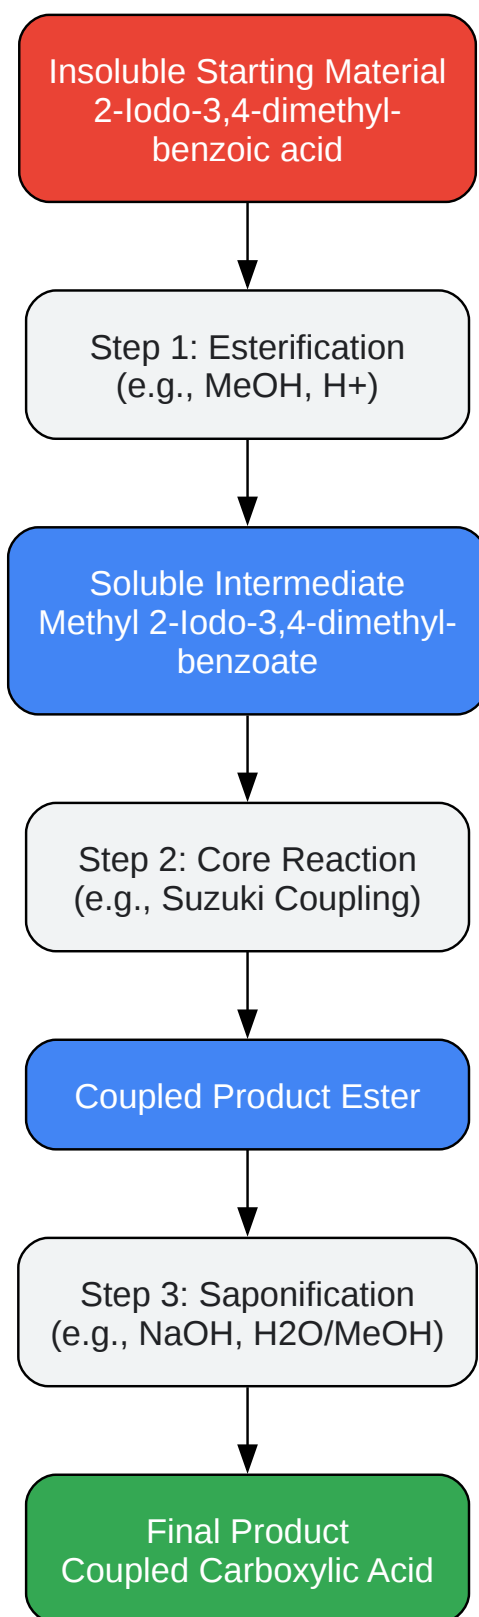 Insoluble Starting Material
2-Iodo-3,4-dimethyl-
benzoic acid
Step 1: Esterification
(e.g., MeOH, H+)
Soluble Intermediate
Methyl 2-Iodo-3,4-dimethyl-
benzoate
Step 2: Core Reaction
(e.g., Suzuki Coupling)
Coupled Product Ester
Step 3: Saponification
(e.g., NaOH, H2O/MeOH)
Final Product
Coupled Carboxylic Acid